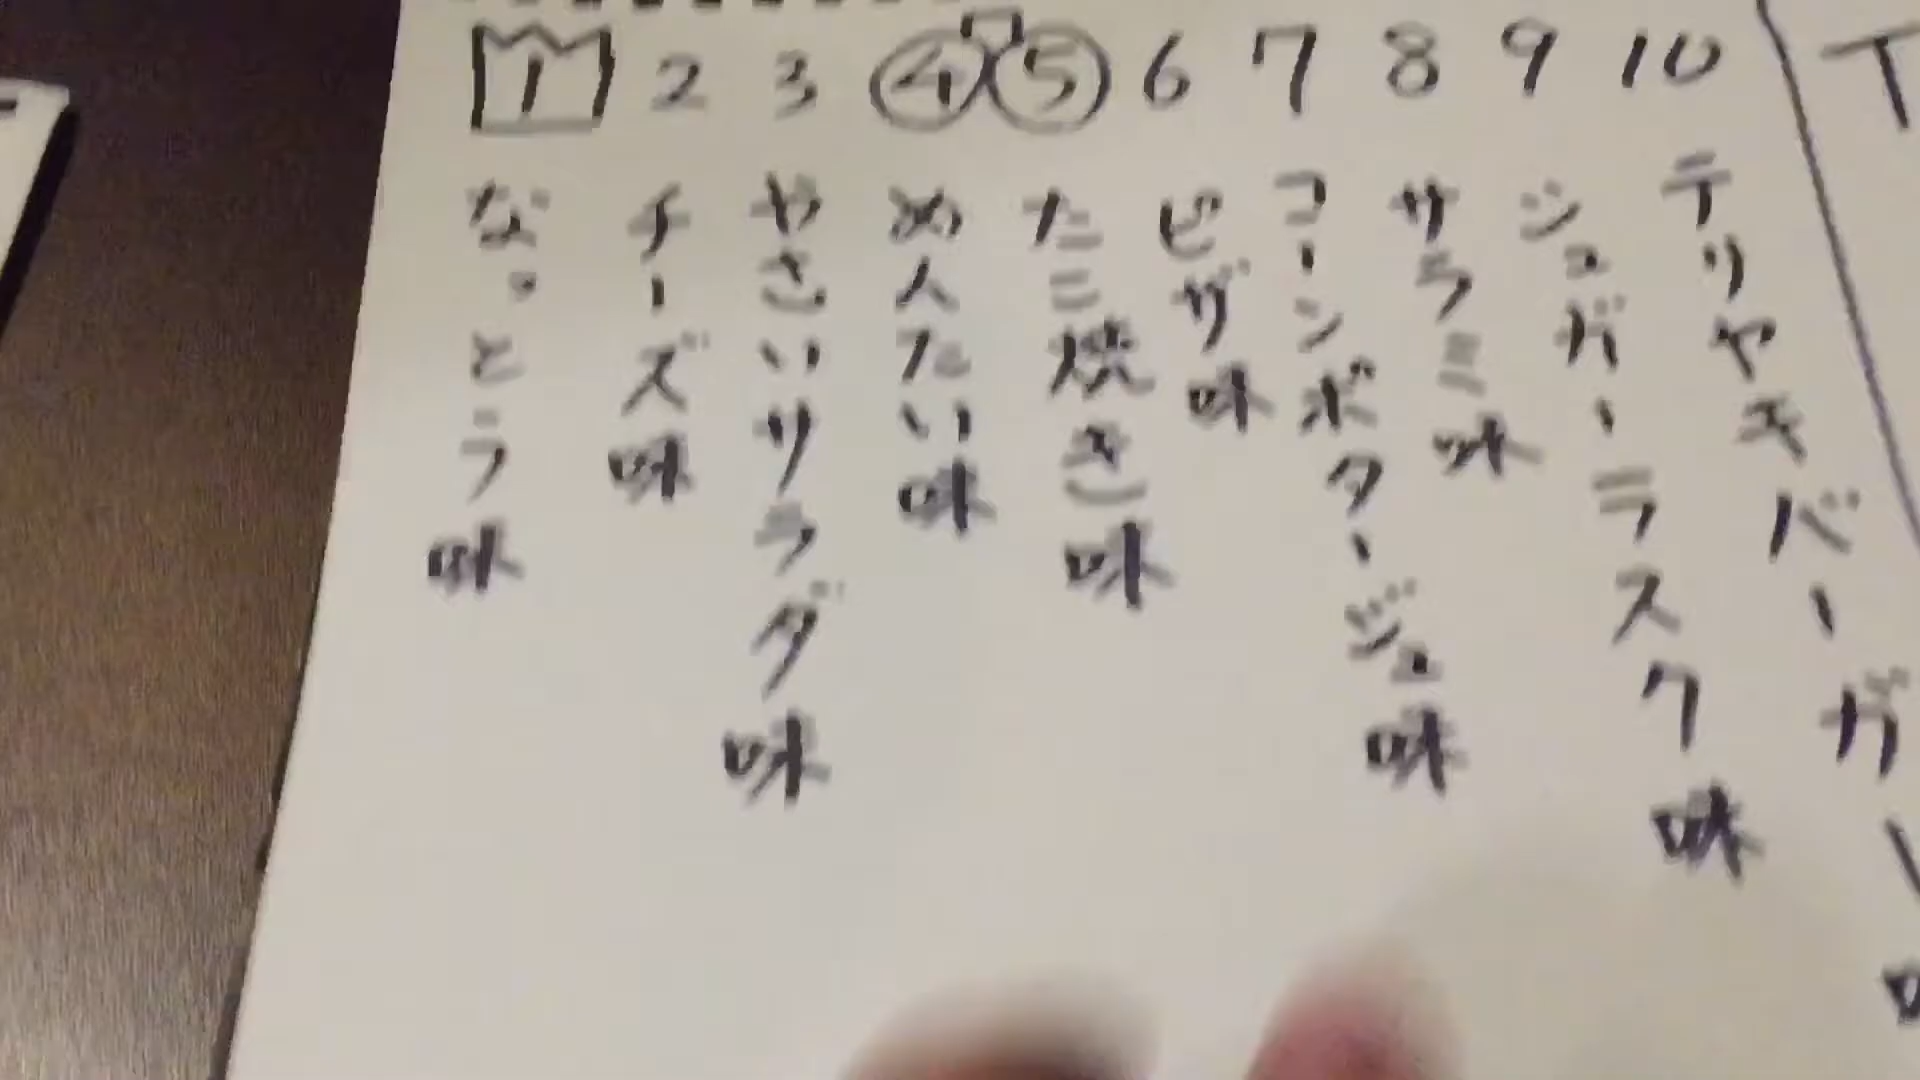 1 2 3 4 5 6 7 8 9 10
なっとう味
チーズ味
やさいサラダ味
めんたい味
たこ焼き味
ピザ味
コーンポタージュ味
サラミ味
シュガーラスク味
テリヤキバーガー味
T